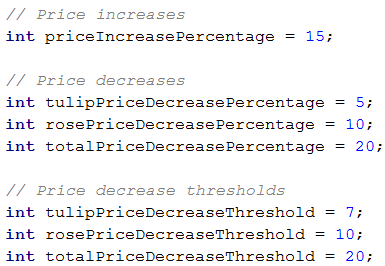 // Price increases
int priceIncreasePercentage = 15;
// Price decreases
int tulipPriceDecreasePercentage = 5;
int rosePriceDecreasePercentage = 10;
int totalPriceDecreasePercentage = 20;
// Price decrease thresholds
int tulipPriceDecreaseThreshold = 7;
int rosePriceDecreaseThreshold = 10;
int totalPriceDecreaseThreshold = 20;